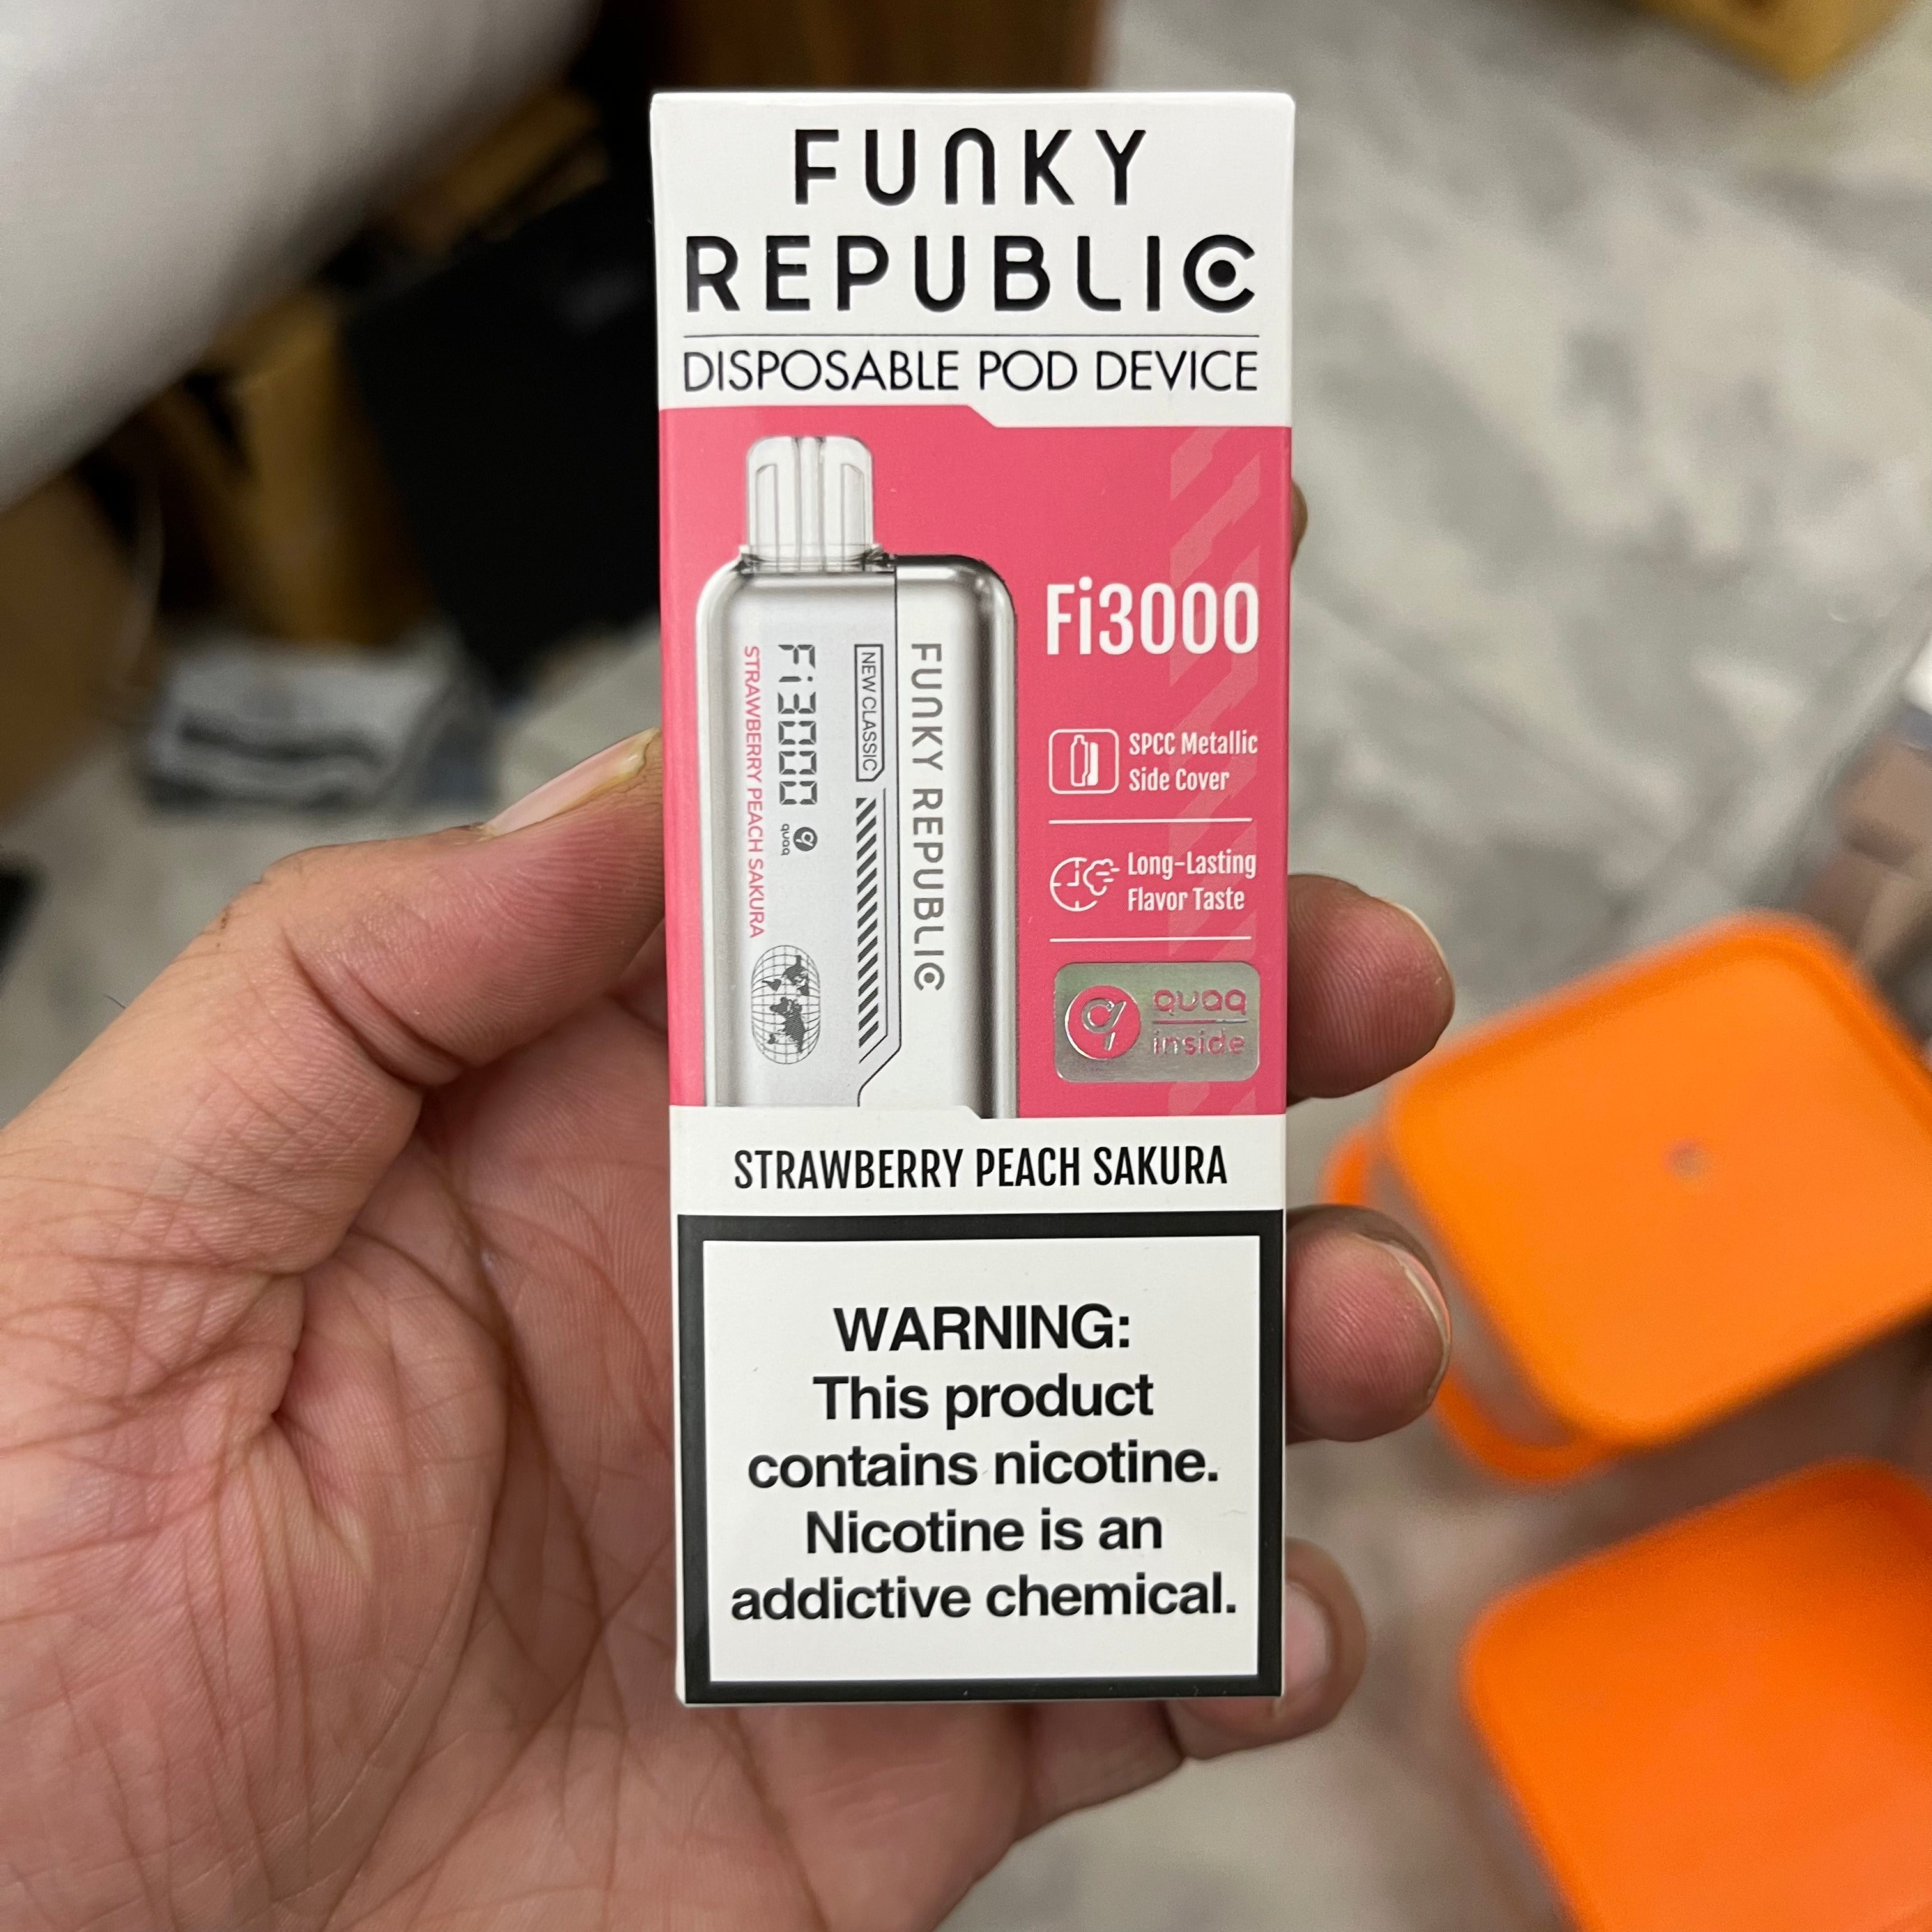 FUNKY
REPUBLIC
DISPOSABLE POD DEVICE
Fi3000
SPCC Metallic
Side Cover
Long-Lasting
Flavor Taste
quaq
inside
FUNKY REPUBLIC
NEW CLASSIC
Fi3000
quaq
STRAWBERRY PEACH SAKURA
STRAWBERRY PEACH SAKURA
WARNING:
This product
contains nicotine.
Nicotine is an
addictive chemical.